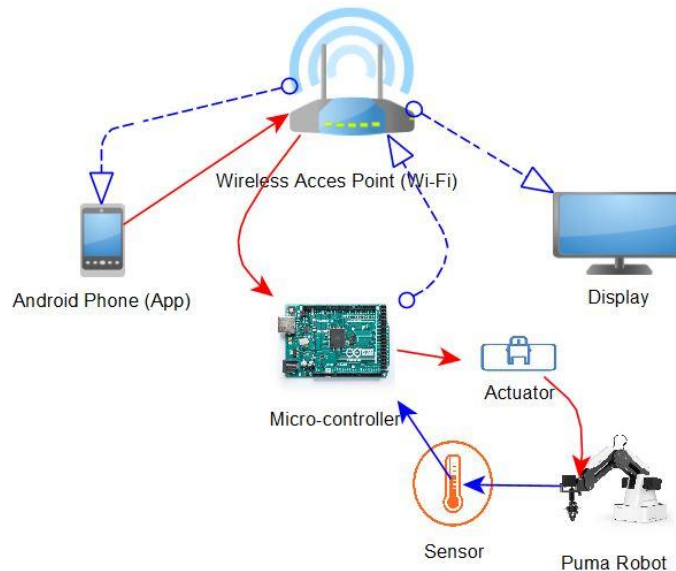 Wireless Acces Point (Wi-Fi)
Android Phone (App)
Display
Micro-controller
Actuator
Sensor
Puma Robot